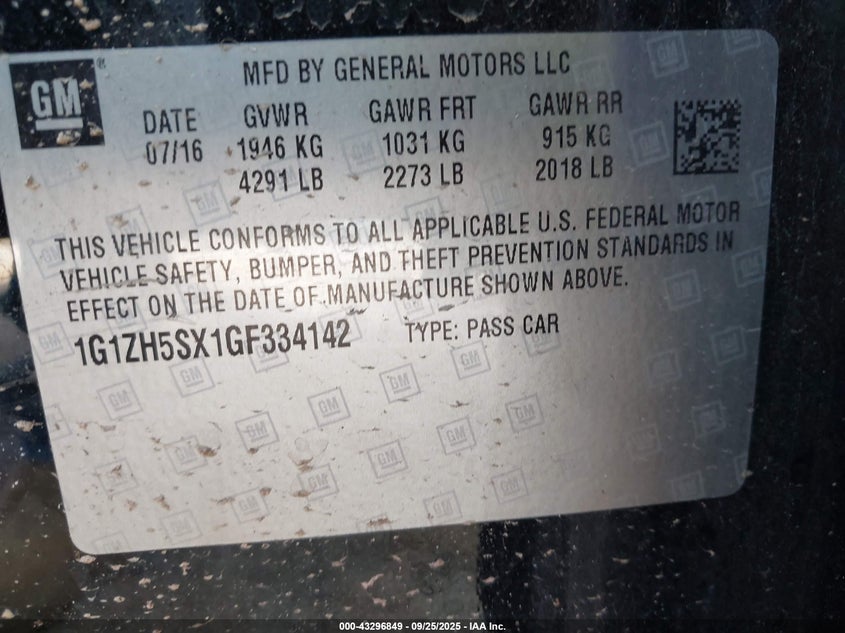 GM®
MFD BY GENERAL MOTORS LLC
DATE GVWR GAWR FRT GAWR RR
07/16 1946 KG 1031 KG 915 KG
4291 LB 2273 LB 2018 LB
THIS VEHICLE CONFORMS TO ALL APPLICABLE U.S. FEDERAL MOTOR
VEHICLE SAFETY, BUMPER, AND THEFT PREVENTION STANDARDS IN
EFFECT ON THE DATE OF MANUFACTURE SHOWN ABOVE.
1G1ZH5SX1GF334142 TYPE: PASS CAR
000-43296849 - 09/25/2025 - IAA Inc.